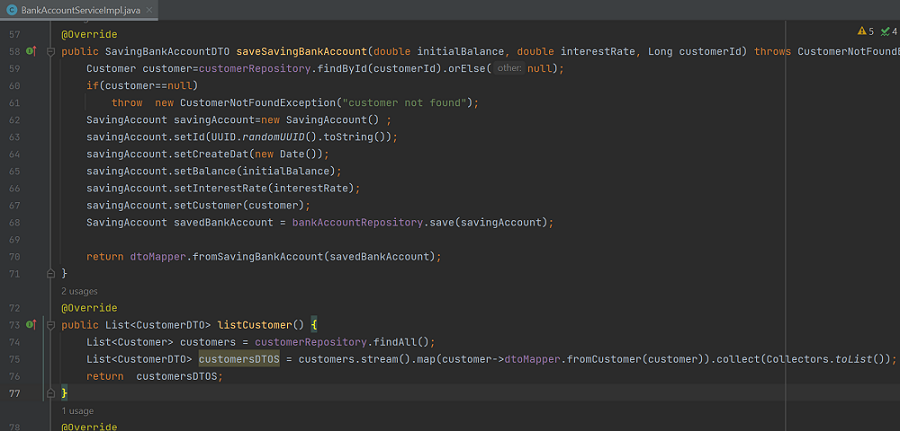 BankAccountServiceImpl.java
57 @Override
58 public SavingBankAccountDTO saveSavingBankAccount(double initialBalance, double interestRate, Long customerId) throws CustomerNotFoundE
5 4
59 Customer customer=customerRepository.findById(customerId).orElse( other: null);
60 if(customer==null)
61 throw new CustomerNotFoundException("customer not found");
62 SavingAccount savingAccount=new SavingAccount() ;
63 savingAccount.setId(UUID.randomUUID().toString());
64 savingAccount.setCreateDat(new Date());
65 savingAccount.setBalance(initialBalance);
66 savingAccount.setInterestRate(interestRate);
67 savingAccount.setCustomer(customer);
68 SavingAccount savedBankAccount = bankAccountRepository.save(savingAccount);
69
70 return dtoMapper.fromSavingBankAccount(savedBankAccount);
71 }
2 usages
72 @Override
73 public List<CustomerDTO> listCustomer() {
74 List<Customer> customers = customerRepository.findAll();
75 List<CustomerDTO> customersDTOS = customers.stream().map(customer->dtoMapper.fromCustomer(customer)).collect(Collectors.toList());
76 return customersDTOS;
77 }
1 usage
78 @Override